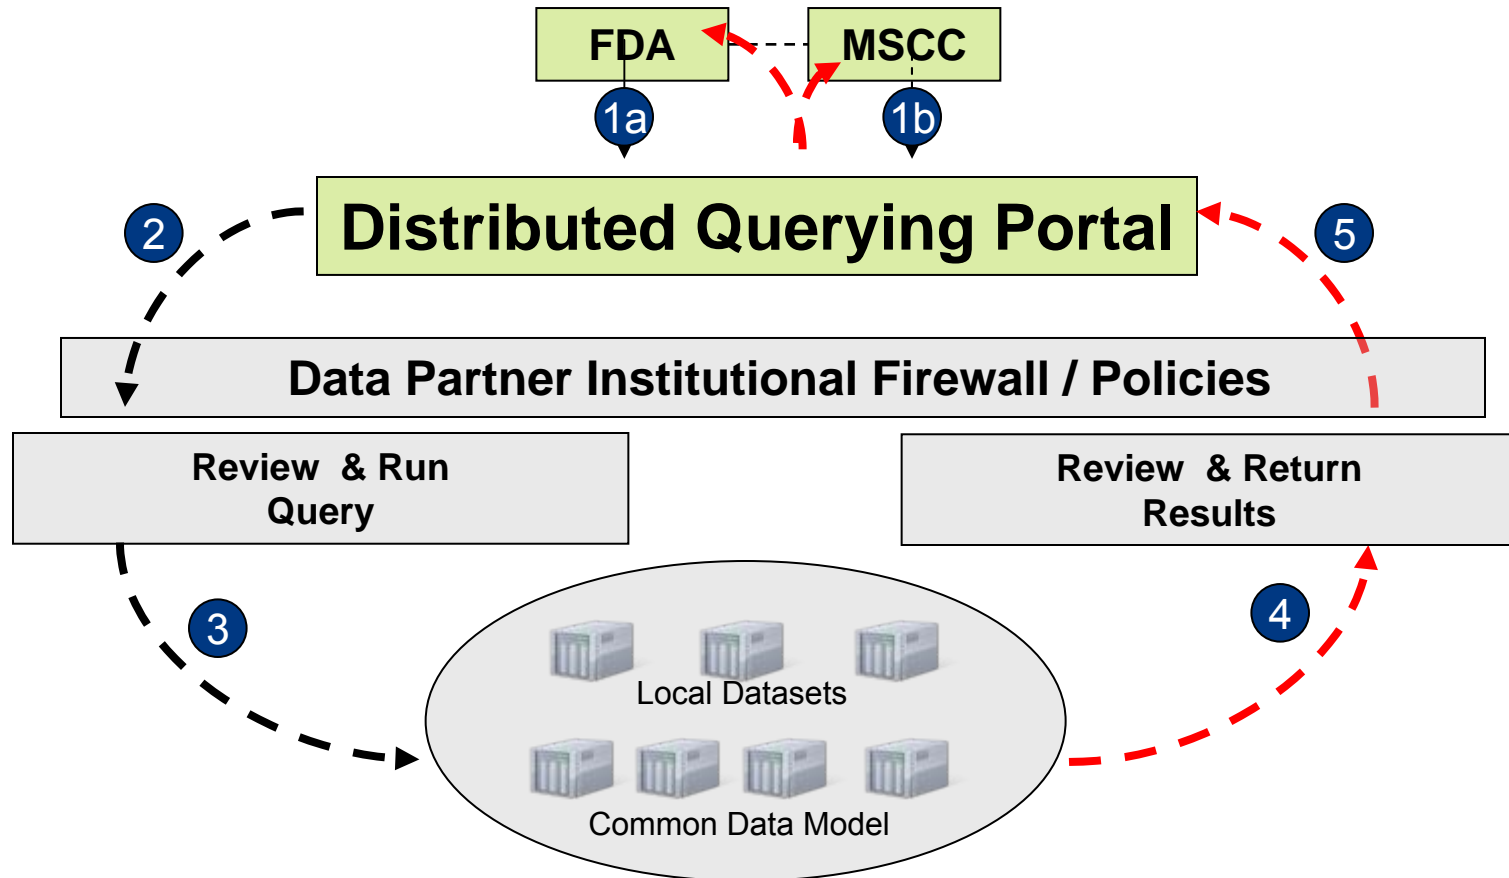 FDA
MSCC
1a
1b
Distributed Querying Portal
2
5
Data Partner Institutional Firewall / Policies
Review & Run
Query
Review & Return
Results
3
4
Local Datasets
Common Data Model